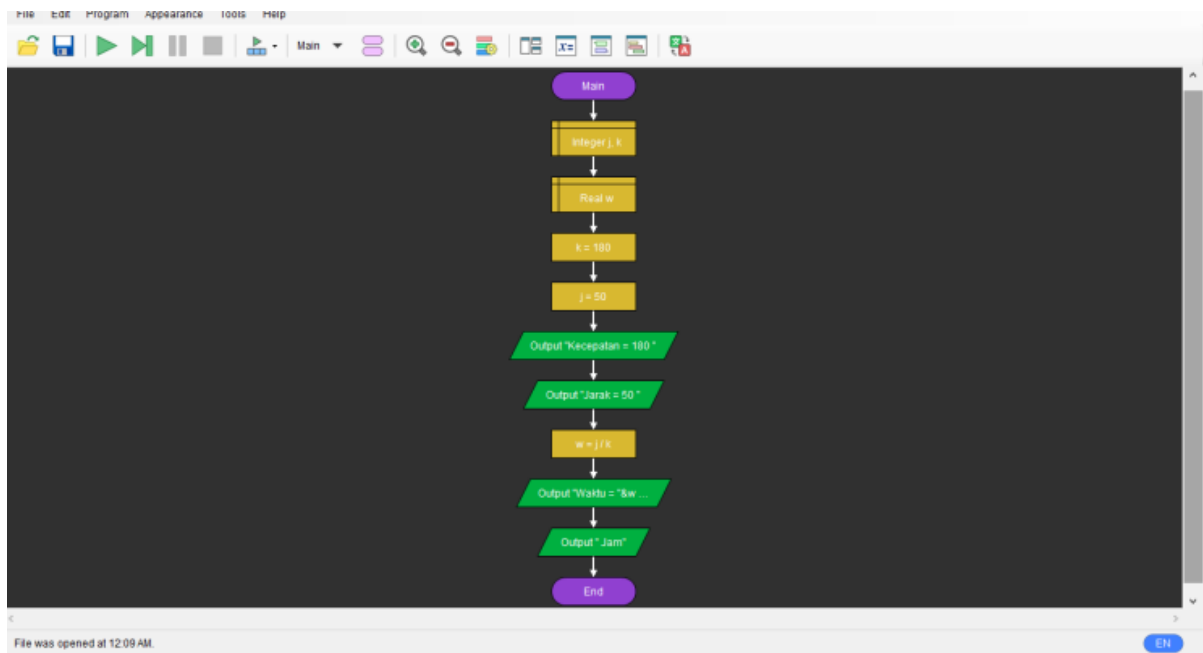 File Edit Program Appearance Tools Help
Main
Main
Integer j, k
Real w
k = 180
j = 50
Output "Kecepatan = 180 "
Output "Jarak = 50 "
w = j / k
Output "Waktu = "&w ...
Output " Jam"
End
File was opened at 12:09 AM.
EN